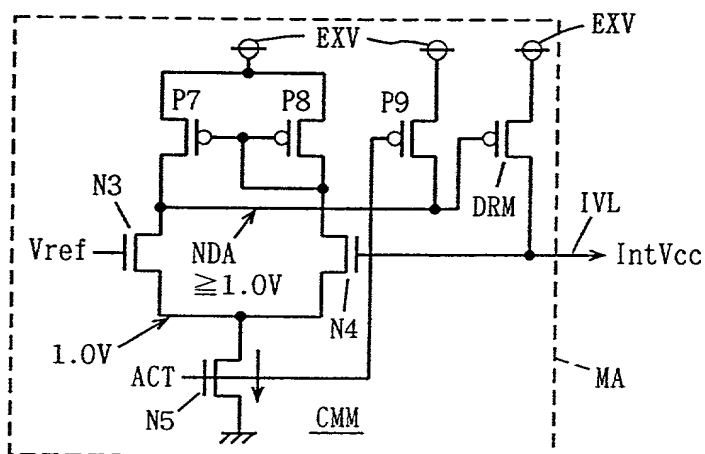 EXV
EXV
P7
P8
P9
N3
DRM
IVL
Vref
NDA
≧1.0V
IntVcc
N4
1.0V
ACT
MA
N5
CMM